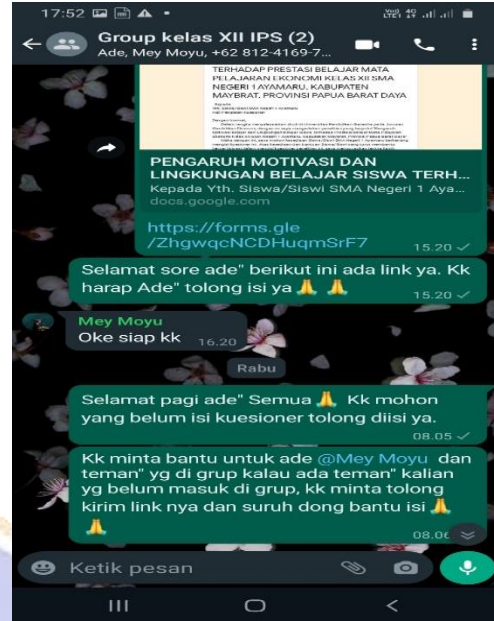 17:52
Group kelas XII IPS (2)
Ade, Mey Moyu, +62 812-4169-7...
TERHADAP PRESTASI BELAJAR MATA
PELAJARAN EKONOMI KELAS XII SMA
NEGERI 1 AYAMARU, KABUPATEN
MAYBRAT, PROVINSI PAPUA BARAT DAYA
PENGARUH MOTIVASI DAN
LINGKUNGAN BELAJAR SISWA TERH...
Kepada Yth. Siswa/Siswi SMA Negeri 1 Aya...
docs.google.com
https://forms.gle
/ZhgwqcNCDHuqmSrF7 15.20
Selamat sore ade" berikut ini ada link ya. Kk
harap Ade" tolong isi ya 🙏 🙏
15.20
Mey Moyu
Oke siap kk 16.20
Rabu
Selamat pagi ade" Semua 🙏 Kk mohon
yang belum isi kuesioner tolong diisi ya.
08.05
Kk minta bantu untuk ade @Mey Moyu dan
teman" yg di grup kalau ada teman" kalian
yg belum masuk di grup, kk minta tolong
kirim link nya dan suruh dong bantu isi 🙏
🙏
Ketik pesan